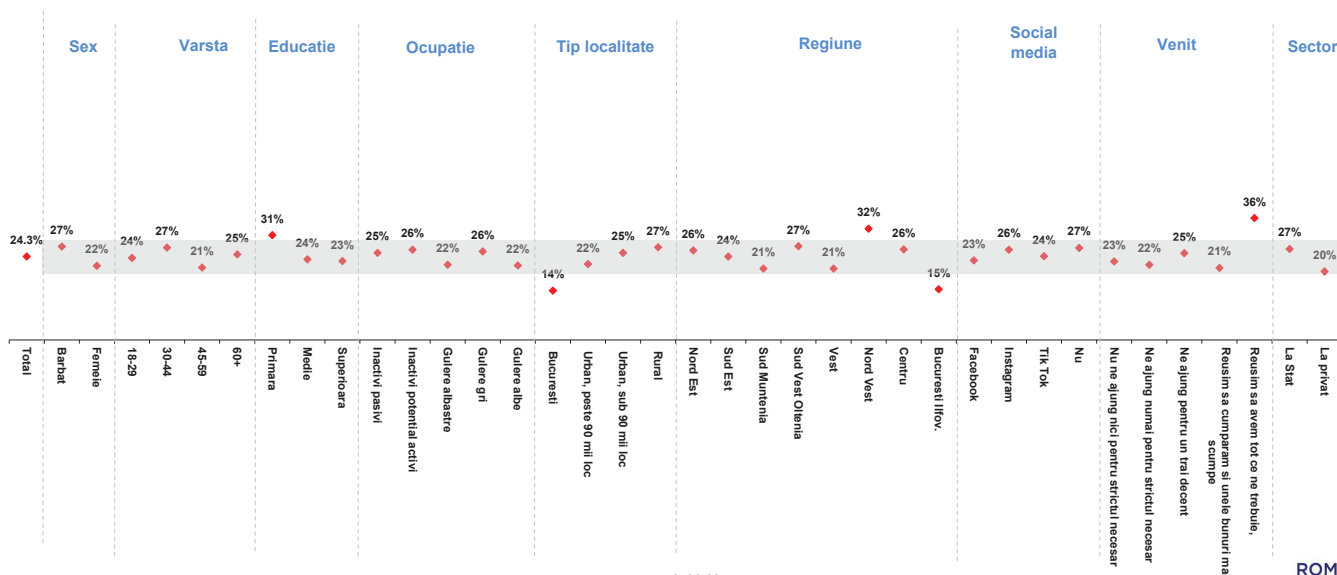 Sex
Varsta
Educatie
Ocupatie
Tip localitate
Regiune
Social
media
Venit
Sector
24.3%
27%
22%
24%
27%
21%
25%
31%
24%
23%
25%
26%
22%
26%
22%
14%
22%
25%
27%
26%
24%
21%
27%
21%
32%
26%
15%
23%
26%
24%
27%
23%
22%
25%
21%
36%
27%
20%
Total
Barbat
Femeie
18-29
30-44
45-59
60+
Primara
Medie
Superioara
Inactivi pasivi
Inactivi potential activi
Gulere albastre
Gulere gri
Gulere albe
Bucuresti
Urban, peste 90 mii loc
Urban, sub 90 mii loc
Rural
Nord Est
Sud Est
Sud Muntenia
Sud Vest Oltenia
Vest
Nord Vest
Centru
Bucuresti Ilfov.
Facebook
Instagram
Tik Tok
Nu
Nu ne ajung nici pentru strictul necesar
Ne ajung numai pentru strictul necesar
Ne ajung pentru un trai decent
Reusim sa cumparam si unele bunuri ma
scumpe
Reusim sa avem tot ce ne trebuie,
La Stat
La privat
ROM